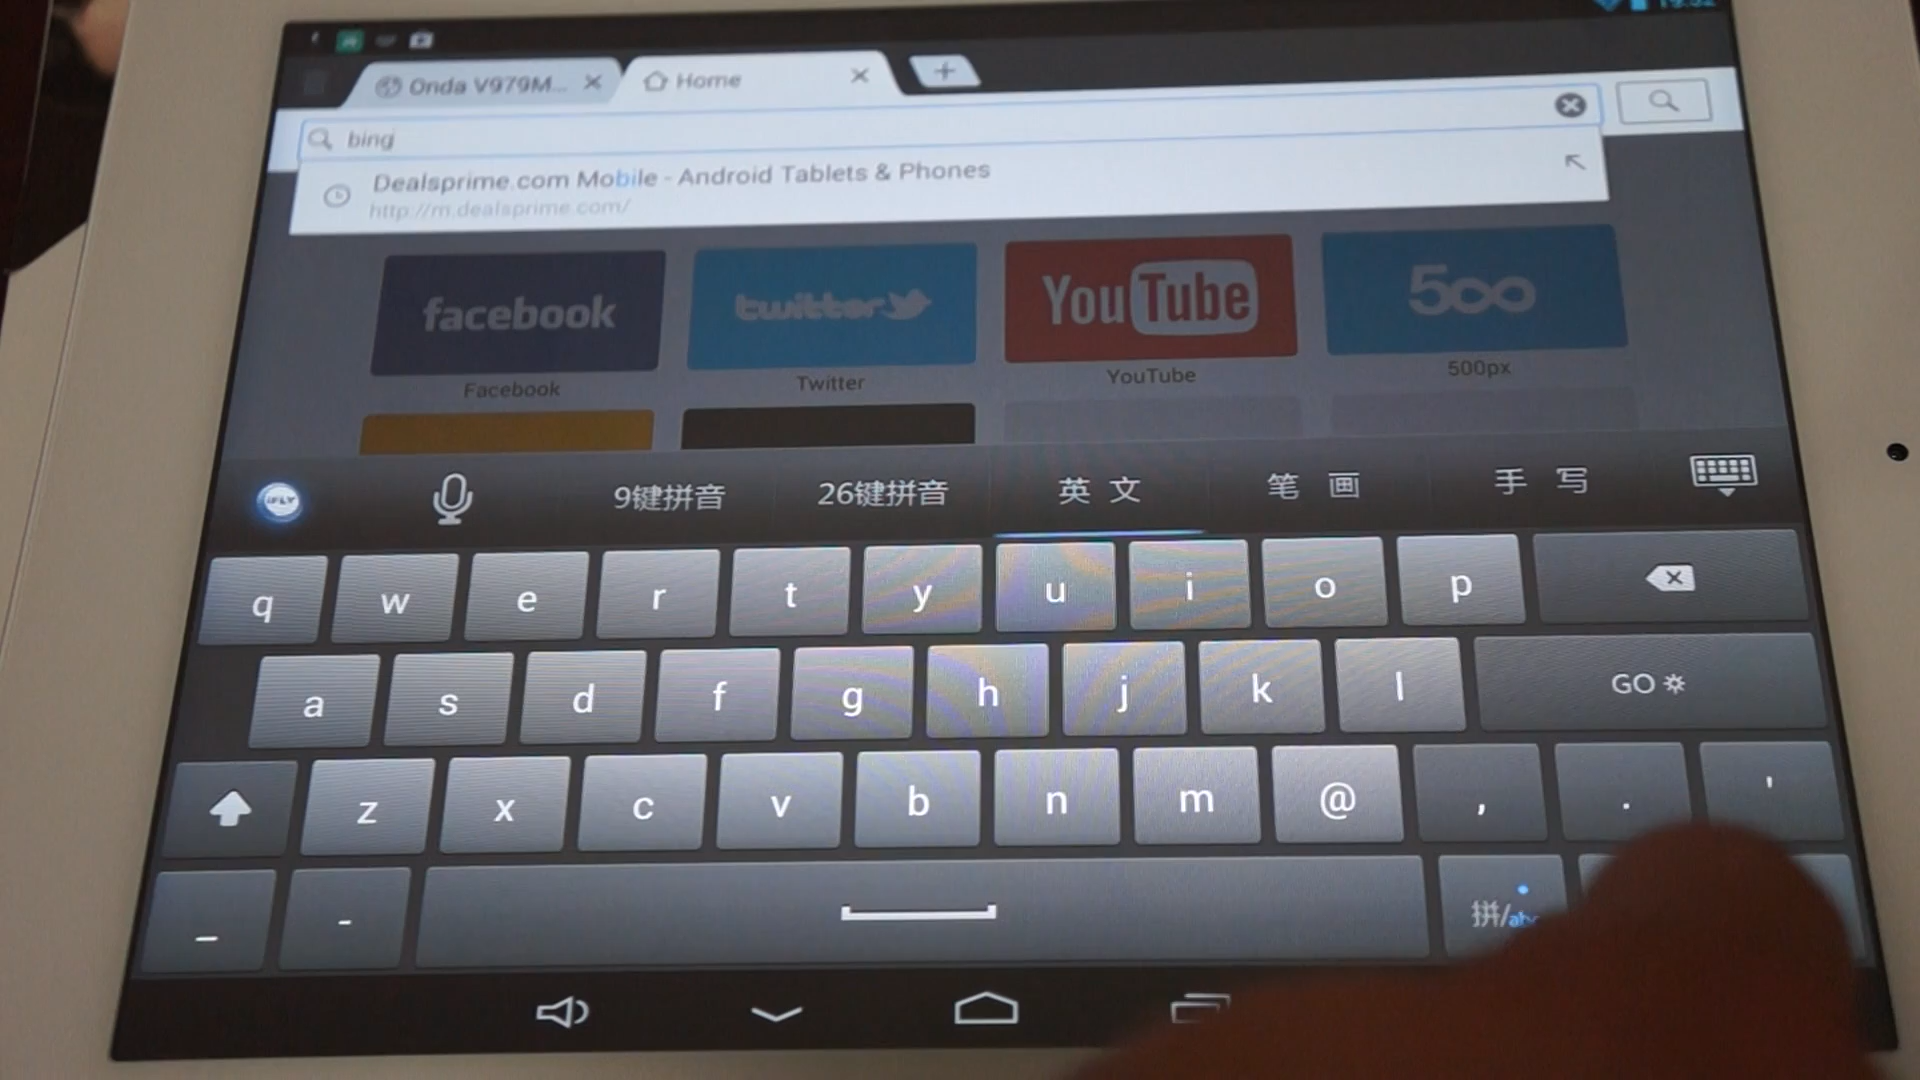 Onda V979M...
Home
bing
Dealsprime.com Mobile - Android Tablets & Phones
http://m.dealsprime.com/
facebook
twitter
YouTube
500
Facebook
Twitter
YouTube
500px
iFLY
9键拼音
26键拼音
英 文
笔 画
手 写
q w e r t y u i o p
a s d f g h j k l GO
z x c v b n m @ , . '
_ - 拼/abc